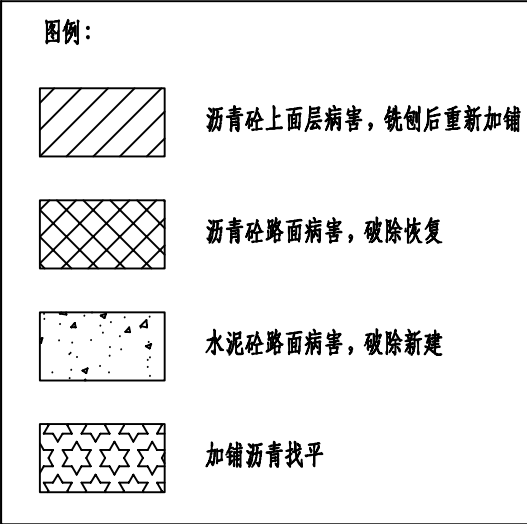 图例：
沥青砼上面层病害，铣刨后重新加铺
沥青砼路面病害，破除恢复
水泥砼路面病害，破除新建
加铺沥青找平